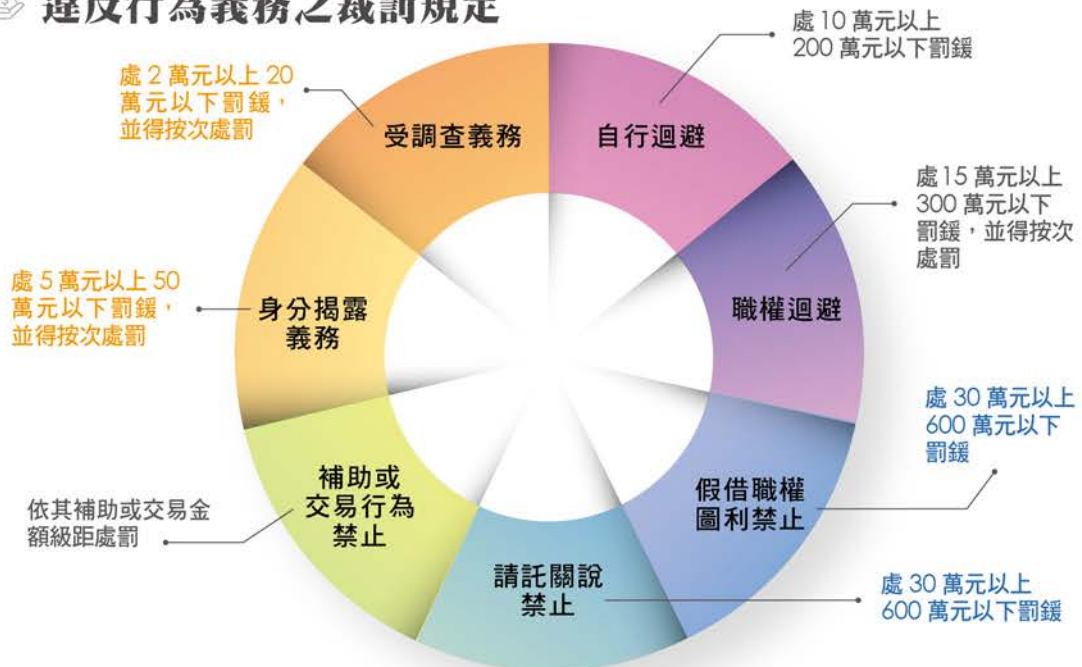 違反行為義務之裁罰規定
處 10 萬元以上
200 萬元以下罰鍰
自行迴避
處 15 萬元以上
300 萬元以下
罰鍰，並得按次
處罰
職權迴避
處 30 萬元以上
600 萬元以下
罰鍰
假借職權
圖利禁止
處 30 萬元以上
600 萬元以下罰鍰
請託關說
禁止
依其補助或交易金
額級距處罰
補助或
交易行為
禁止
處 5 萬元以上 50
萬元以下罰鍰，
並得按次處罰
身分揭露
義務
處 2 萬元以上 20
萬元以下罰鍰，
並得按次處罰
受調查義務